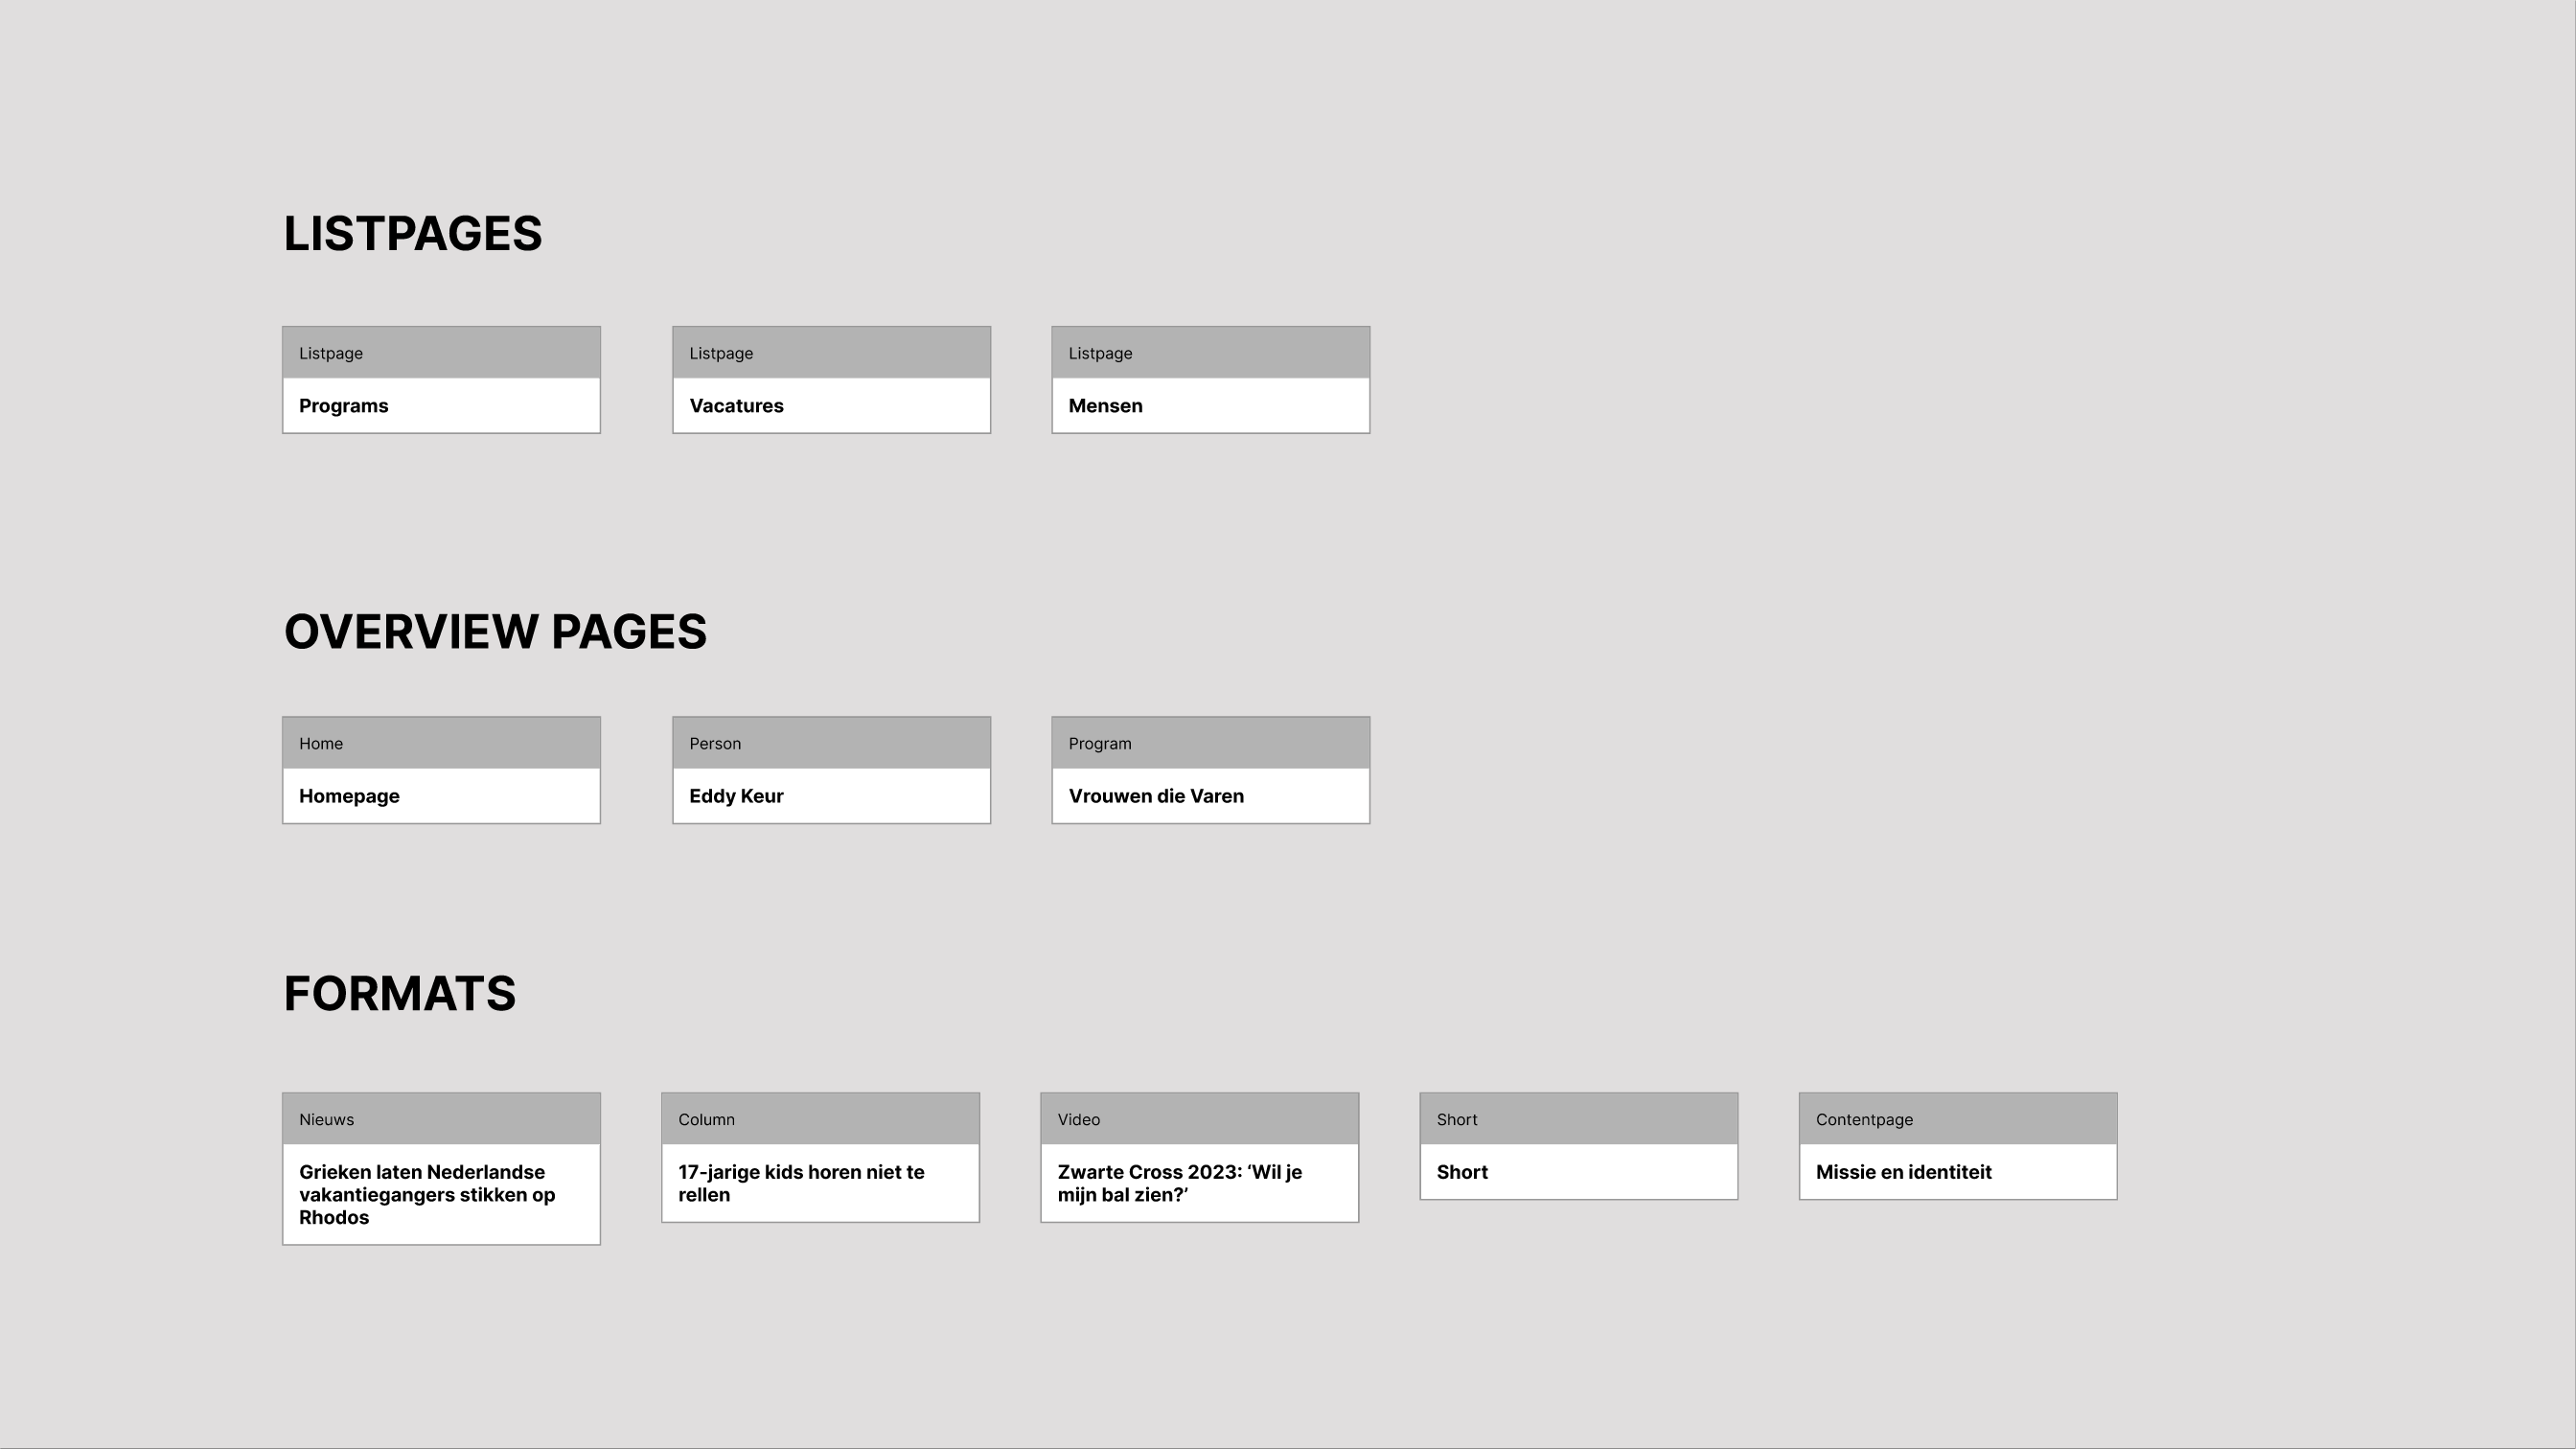 LISTPAGES
Listpage
Programs
Listpage
Vacatures
Listpage
Mensen
OVERVIEW PAGES
Home
Homepage
Person
Eddy Keur
Program
Vrouwen die Varen
FORMATS
Nieuws
Grieken laten Nederlandse
vakantiegangers stikken op
Rhodos
Column
17-jarige kids horen niet te
rellen
Video
Zwarte Cross 2023: ‘Wil je
mijn bal zien?’
Short
Short
Contentpage
Missie en identiteit